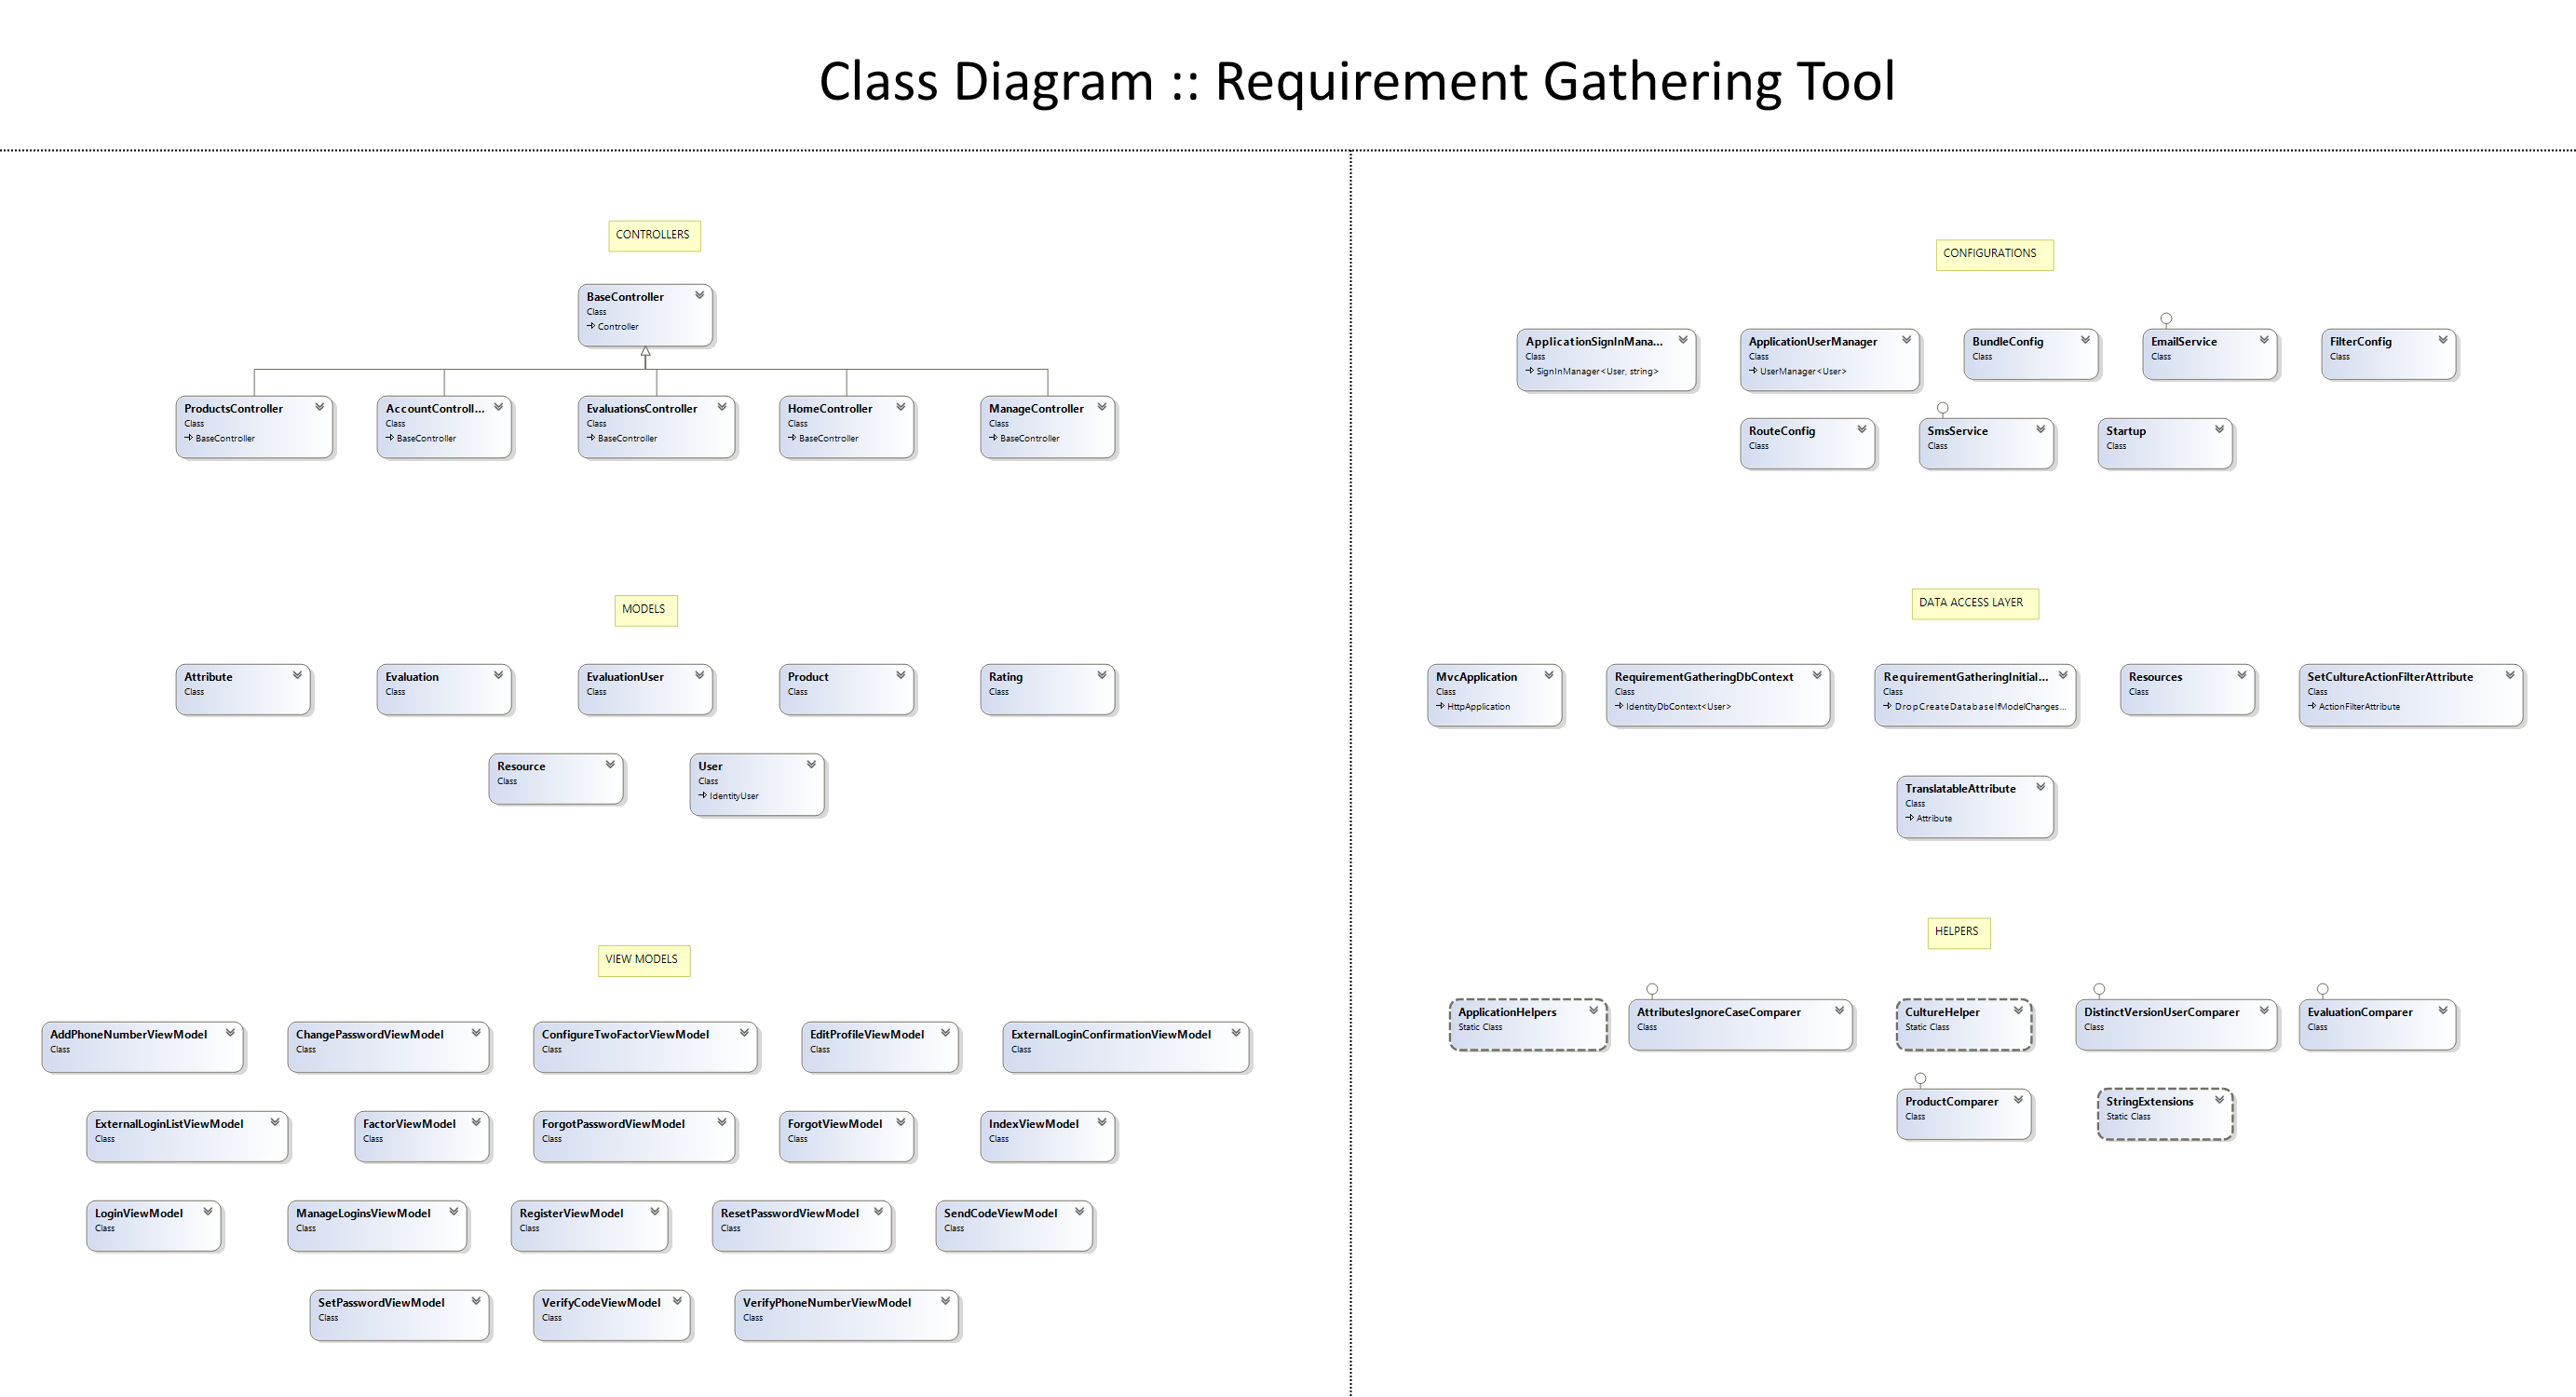 Class Diagram :: Requirement Gathering Tool
CONTROLLERS
BaseController
Class
Controller
ProductsController
Class
BaseController
AccountControll...
Class
BaseController
EvaluationsController
Class
BaseController
HomeController
Class
BaseController
ManageController
Class
BaseController
MODELS
Attribute
Class
Evaluation
Class
EvaluationUser
Class
Product
Class
Rating
Class
Resource
Class
User
Class
IdentityUser
VIEW MODELS
AddPhoneNumberViewModel
Class
ChangePasswordViewModel
Class
ConfigureTwoFactorViewModel
Class
EditProfileViewModel
Class
ExternalLoginConfirmationViewModel
Class
ExternalLoginListViewModel
Class
FactorViewModel
Class
ForgotPasswordViewModel
Class
ForgotViewModel
Class
IndexViewModel
Class
LoginViewModel
Class
ManageLoginsViewModel
Class
RegisterViewModel
Class
ResetPasswordViewModel
Class
SendCodeViewModel
Class
SetPasswordViewModel
Class
VerifyCodeViewModel
Class
VerifyPhoneNumberViewModel
Class
CONFIGURATIONS
ApplicationSignInMana...
Class
SignInManager<User, string>
ApplicationUserManager
Class
UserManager<User>
BundleConfig
Class
EmailService
Class
FilterConfig
Class
RouteConfig
Class
SmsService
Class
Startup
Class
DATA ACCESS LAYER
MvcApplication
Class
HttpApplication
RequirementGatheringDbContext
Class
IdentityDbContext<User>
RequirementGatheringInitial...
Class
DropCreateDatabaseIfModelChanges...
Resources
Class
SetCultureActionFilterAttribute
Class
ActionFilterAttribute
TranslatableAttribute
Class
Attribute
HELPERS
ApplicationHelpers
Static Class
AttributesIgnoreCaseComparer
Class
CultureHelper
Static Class
DistinctVersionUserComparer
Class
EvaluationComparer
Class
ProductComparer
Class
StringExtensions
Static Class